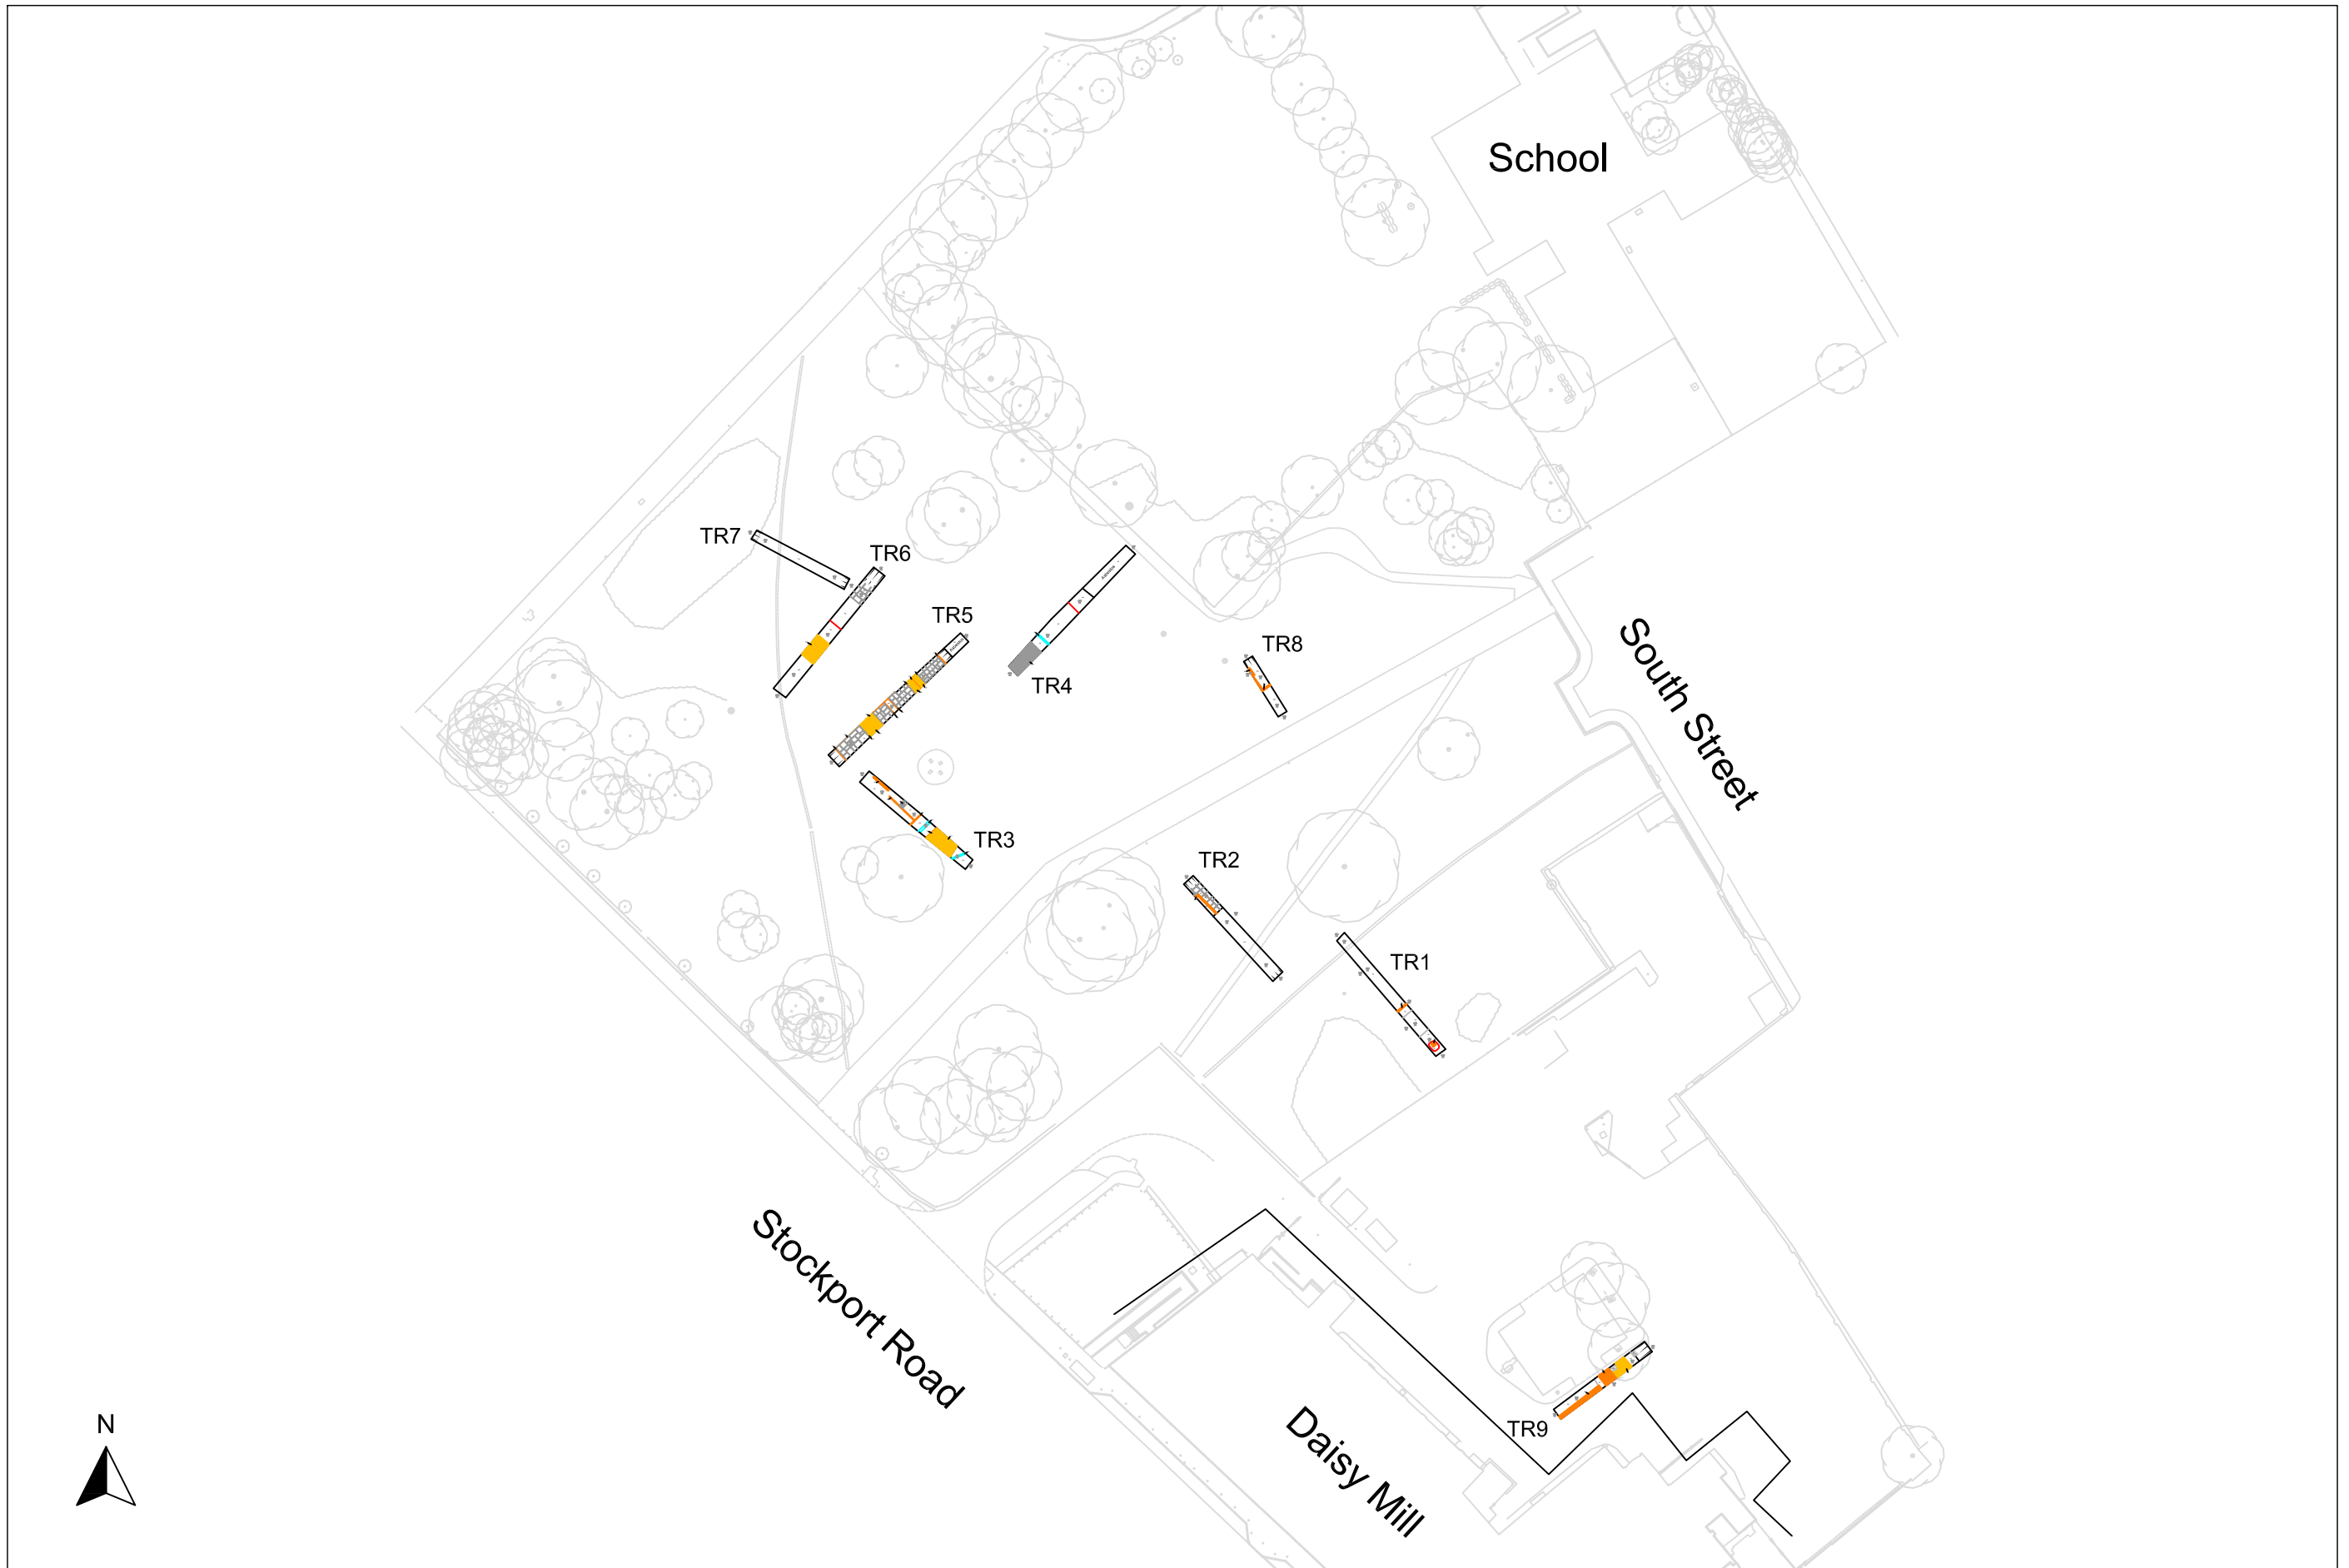 School
TR7
TR6
TR5
TR8
TR4
South Street
TR3
TR2
TR1
Stockport Road
N
TR9
Daisy Mill